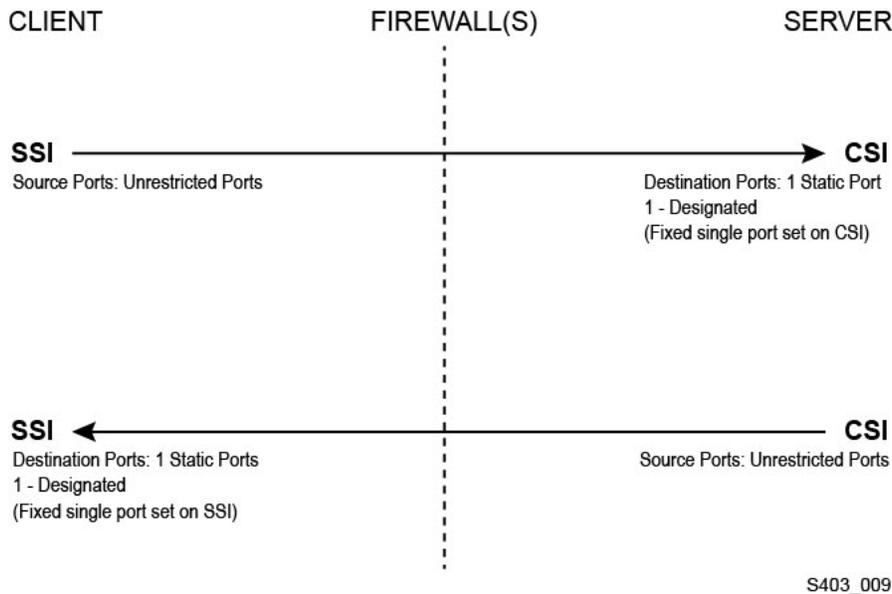 CLIENT FIREWALL(S) SERVER
SSI CSI
Source Ports: Unrestricted Ports
Destination Ports: 1 Static Port
1 - Designated
(Fixed single port set on CSI)
SSI CSI
Destination Ports: 1 Static Ports
1 - Designated
(Fixed single port set on SSI)
Source Ports: Unrestricted Ports
S403_009